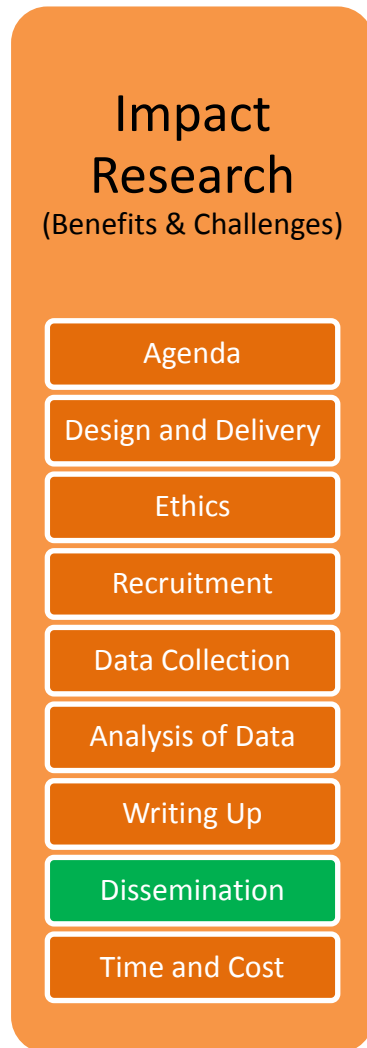 Impact
Research
(Benefits & Challenges)
Agenda
Design and Delivery
Ethics
Recruitment
Data Collection
Analysis of Data
Writing Up
Dissemination
Time and Cost